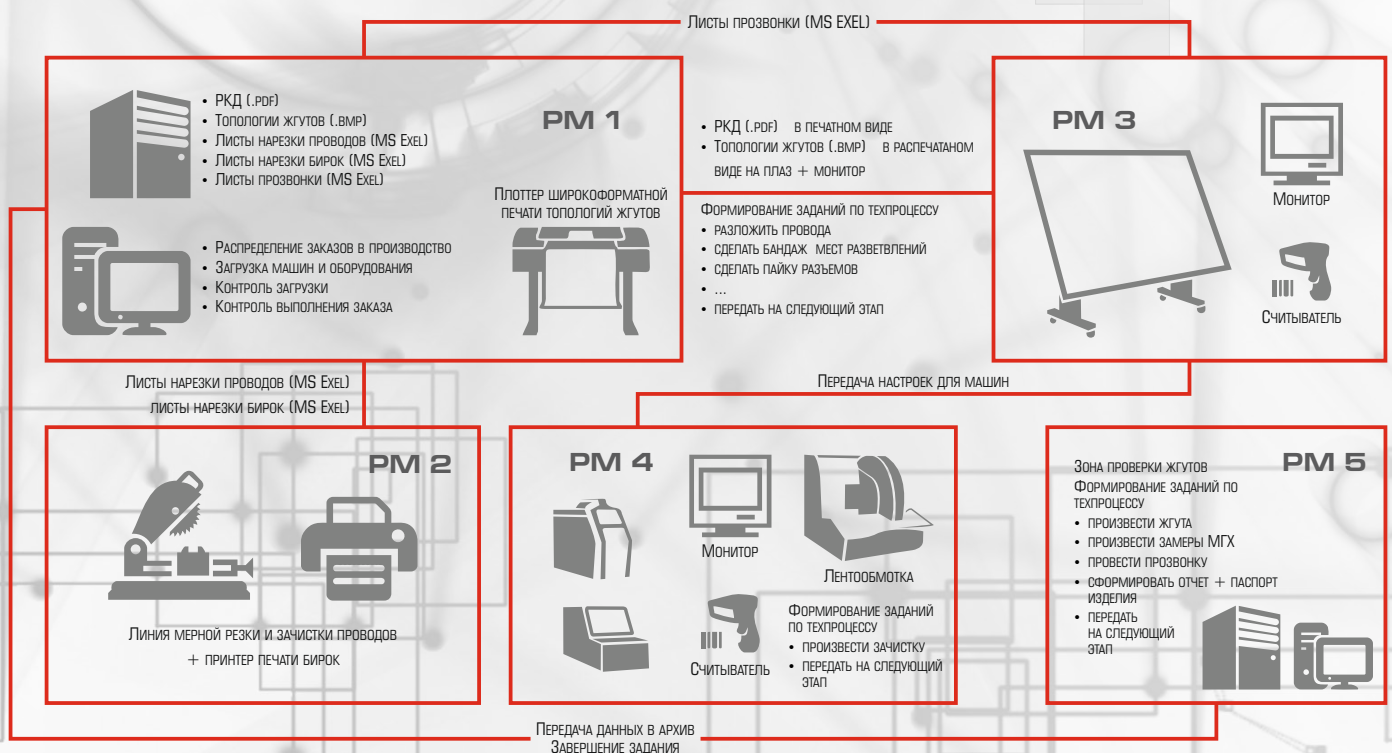 Листы прозвонки (MS Exel)
РМ 1
• РКД (.pdf)
• Топологии жгутов (.bmp)
• Листы нарезки проводов (MS Exel)
• Листы нарезки бирок (MS Exel)
• Листы прозвонки (MS Exel)
• Распределение заказов в производство
• Загрузка машин и оборудования
• Контроль загрузки
• Контроль выполнения заказа
Плоттер широкоформатной
печати топологий жгутов
• РКД (.pdf) в печатном виде
• Топологии жгутов (.bmp) в распечатаном
виде на плаз + монитор
Формирование заданий по техпроцессу
• разложить провода
• сделать бандаж мест разветвлений
• сделать пайку разъемов
• ...
• передать на следующий этап
РМ 3
Монитор
Считыватель
Листы нарезки проводов (MS Exel)
листы нарезки бирок (MS Exel)
Передача настроек для машин
РМ 2
Линия мерной резки и зачистки проводов
+ принтер печати бирок
РМ 4
Монитор
Лентообмотка
Считыватель
Формирование заданий
по техпроцессу
• произвести зачистку
• передать на следующий
этап
РМ 5
Зона проверки жгутов
Формирование заданий по
техпроцессу
• произвести жгута
• произвести замеры МГХ
• провести прозвонку
• сформировать отчет + паспорт
изделия
• передать
на следующий
этап
Передача данных в архив
Завершение задания